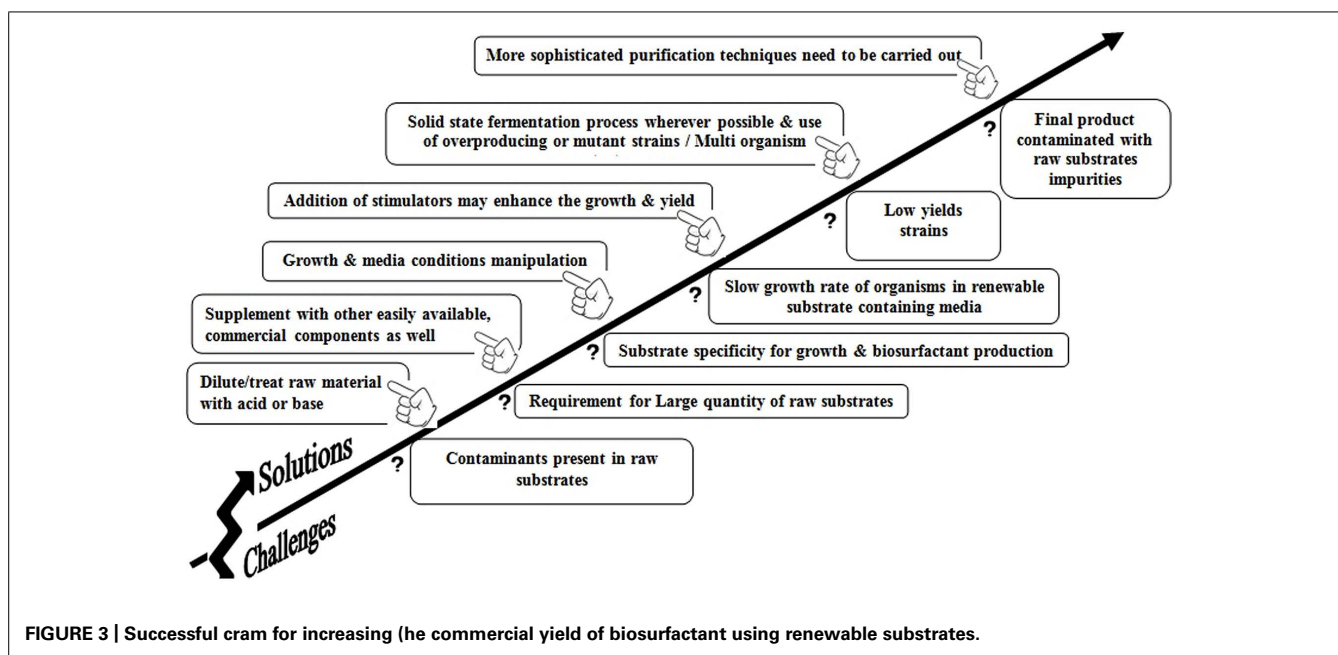 More sophisticated purification techniques need to be carried out
Solid state fermentation process wherever possible & use
of overproducing or mutant strains / Multi organism
?
Final product
contaminated with
raw substrates
impurities
Addition of stimulators may enhance the growth & yield
?
Low yields
strains
Growth & media conditions manipulation
?
Slow growth rate of organisms in renewable
substrate containing media
Supplement with other easily available,
commercial components as well
?
Substrate specificity for growth & biosurfactant production
Dilute/treat raw material
with acid or base
?
Requirement for Large quantity of raw substrates
?
Contaminants present in raw
substrates
Solutions
Challenges
FIGURE 3 | Successful cram for increasing (he commercial yield of biosurfactant using renewable substrates.